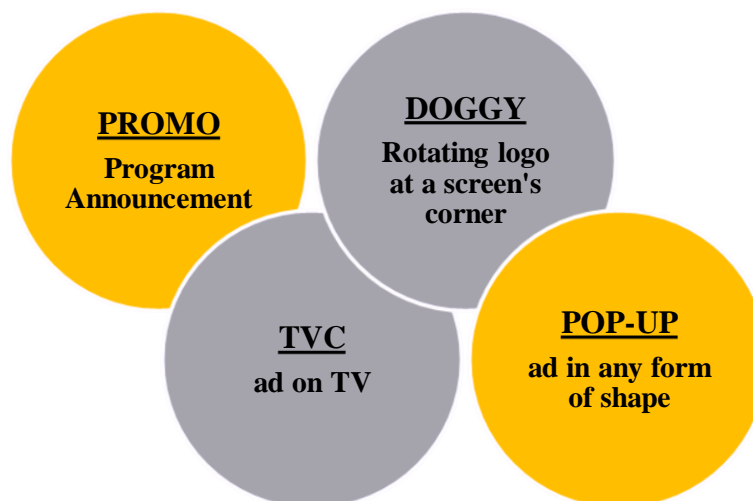 PROMO
Program
Announcement
DOGGY
Rotating logo
at a screen's
corner
TVC
ad on TV
POP-UP
ad in any form
of shape